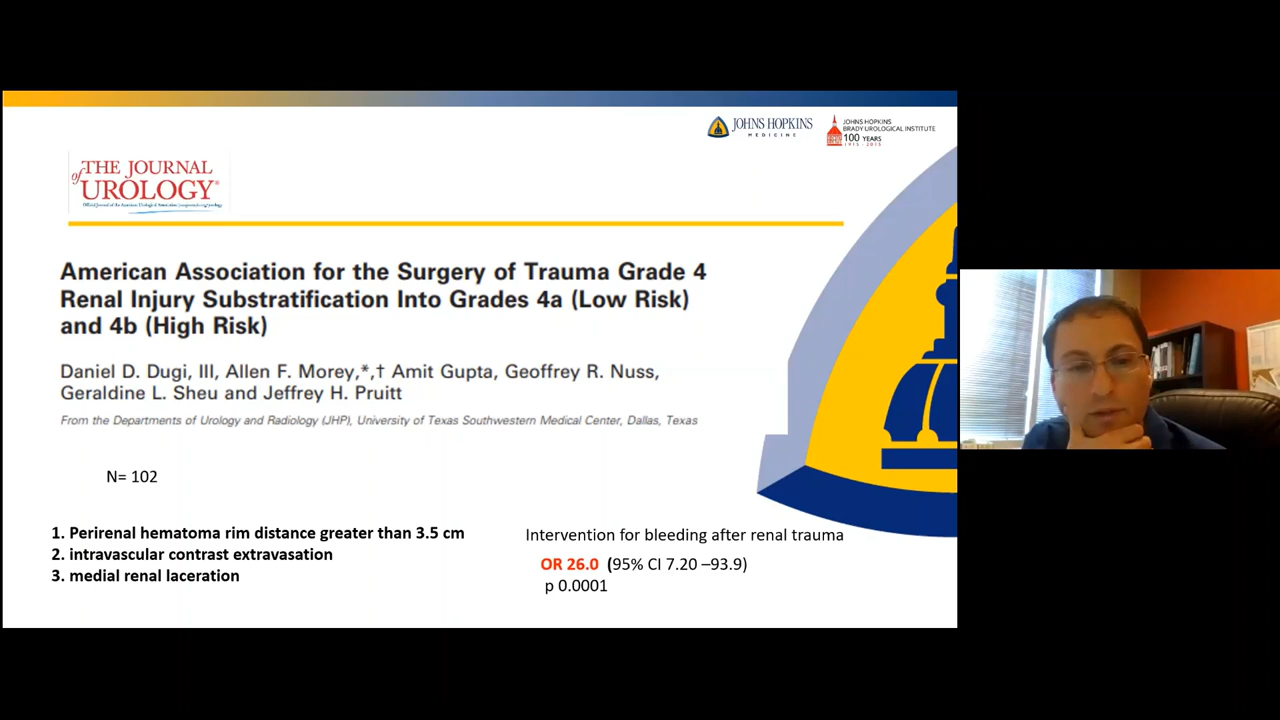 JOHNS HOPKINS
MEDICINE
JOHNS HOPKINS
BRADY UROLOGICAL INSTITUTE
100 YEARS
1915 - 2015
THE JOURNAL
of UROLOGY®
American Association for the Surgery of Trauma Grade 4
Renal Injury Substratification Into Grades 4a (Low Risk)
and 4b (High Risk)
Daniel D. Dugi, III, Allen F. Morey,*,† Amit Gupta, Geoffrey R. Nuss,
Geraldine L. Sheu and Jeffrey H. Pruitt
From the Departments of Urology and Radiology (JHP), University of Texas Southwestern Medical Center, Dallas, Texas
N= 102
1. Perirenal hematoma rim distance greater than 3.5 cm
2. intravascular contrast extravasation
3. medial renal laceration
Intervention for bleeding after renal trauma
OR 26.0 (95% CI 7.20 –93.9)
p 0.0001